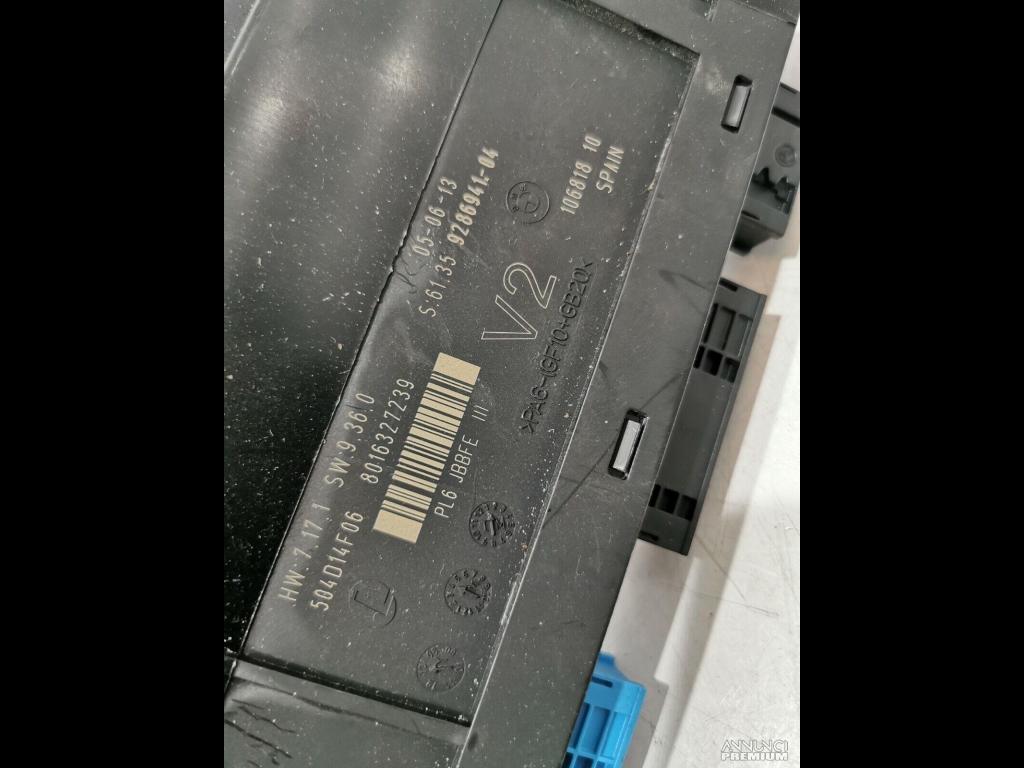 HW:7.17.1 SW:9.36.0
504D14F06 8016327239
PL6 JBBFE III
05-06-13
S:61.35 9286941-04
V2
>PA6-(GF10+GB20)<
106818 10
SPAIN
ANNUNCI
PREMIUM